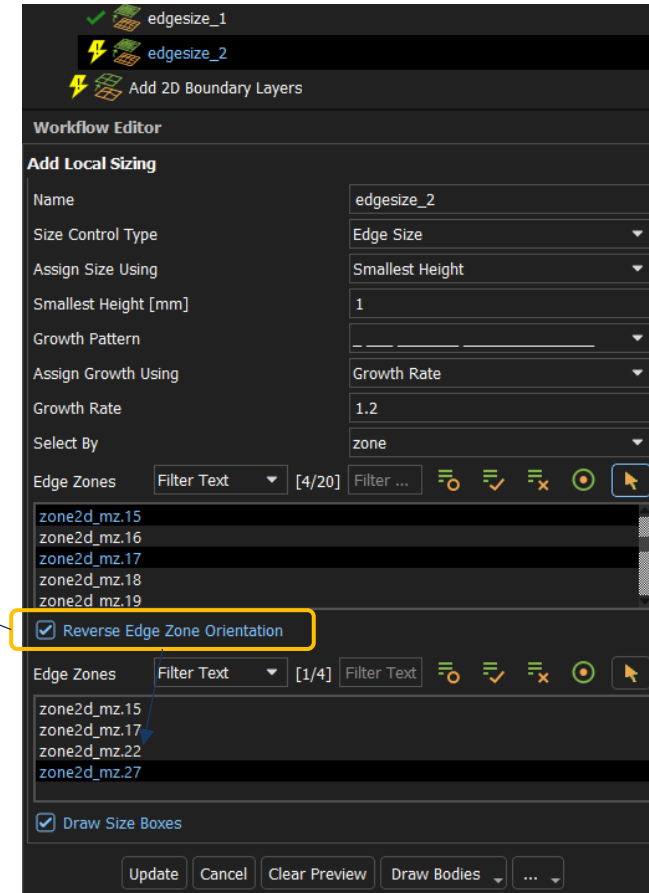 edgesize_1
edgesize_2
Add 2D Boundary Layers
Workflow Editor
Add Local Sizing
Name edgesize_2
Size Control Type Edge Size
Assign Size Using Smallest Height
Smallest Height [mm] 1
Growth Pattern _ __ ____ ______
Assign Growth Using Growth Rate
Growth Rate 1.2
Select By zone
Edge Zones Filter Text [4/20] Filter ...
zone2d_mz.15
zone2d_mz.16
zone2d_mz.17
zone2d_mz.18
zone2d_mz.19
Reverse Edge Zone Orientation
Edge Zones Filter Text [1/4] Filter Text
zone2d_mz.15
zone2d_mz.17
zone2d_mz.22
zone2d_mz.27
Draw Size Boxes
Update Cancel Clear Preview Draw Bodies ...